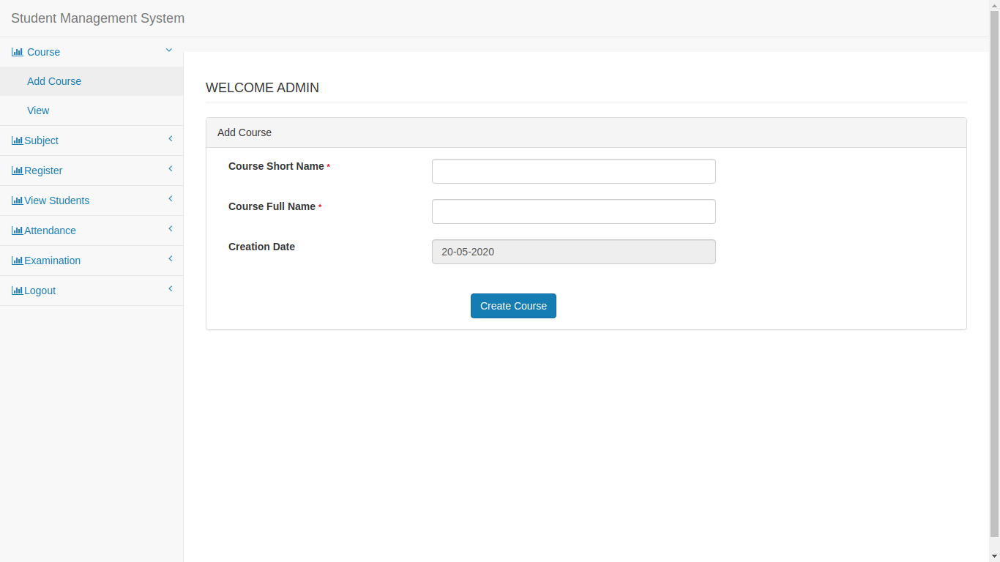 Student Management System
Course
Add Course
View
Subject
Register
View Students
Attendance
Examination
Logout
WELCOME ADMIN
Add Course
Course Short Name *
Course Full Name *
Creation Date
20-05-2020
Create Course